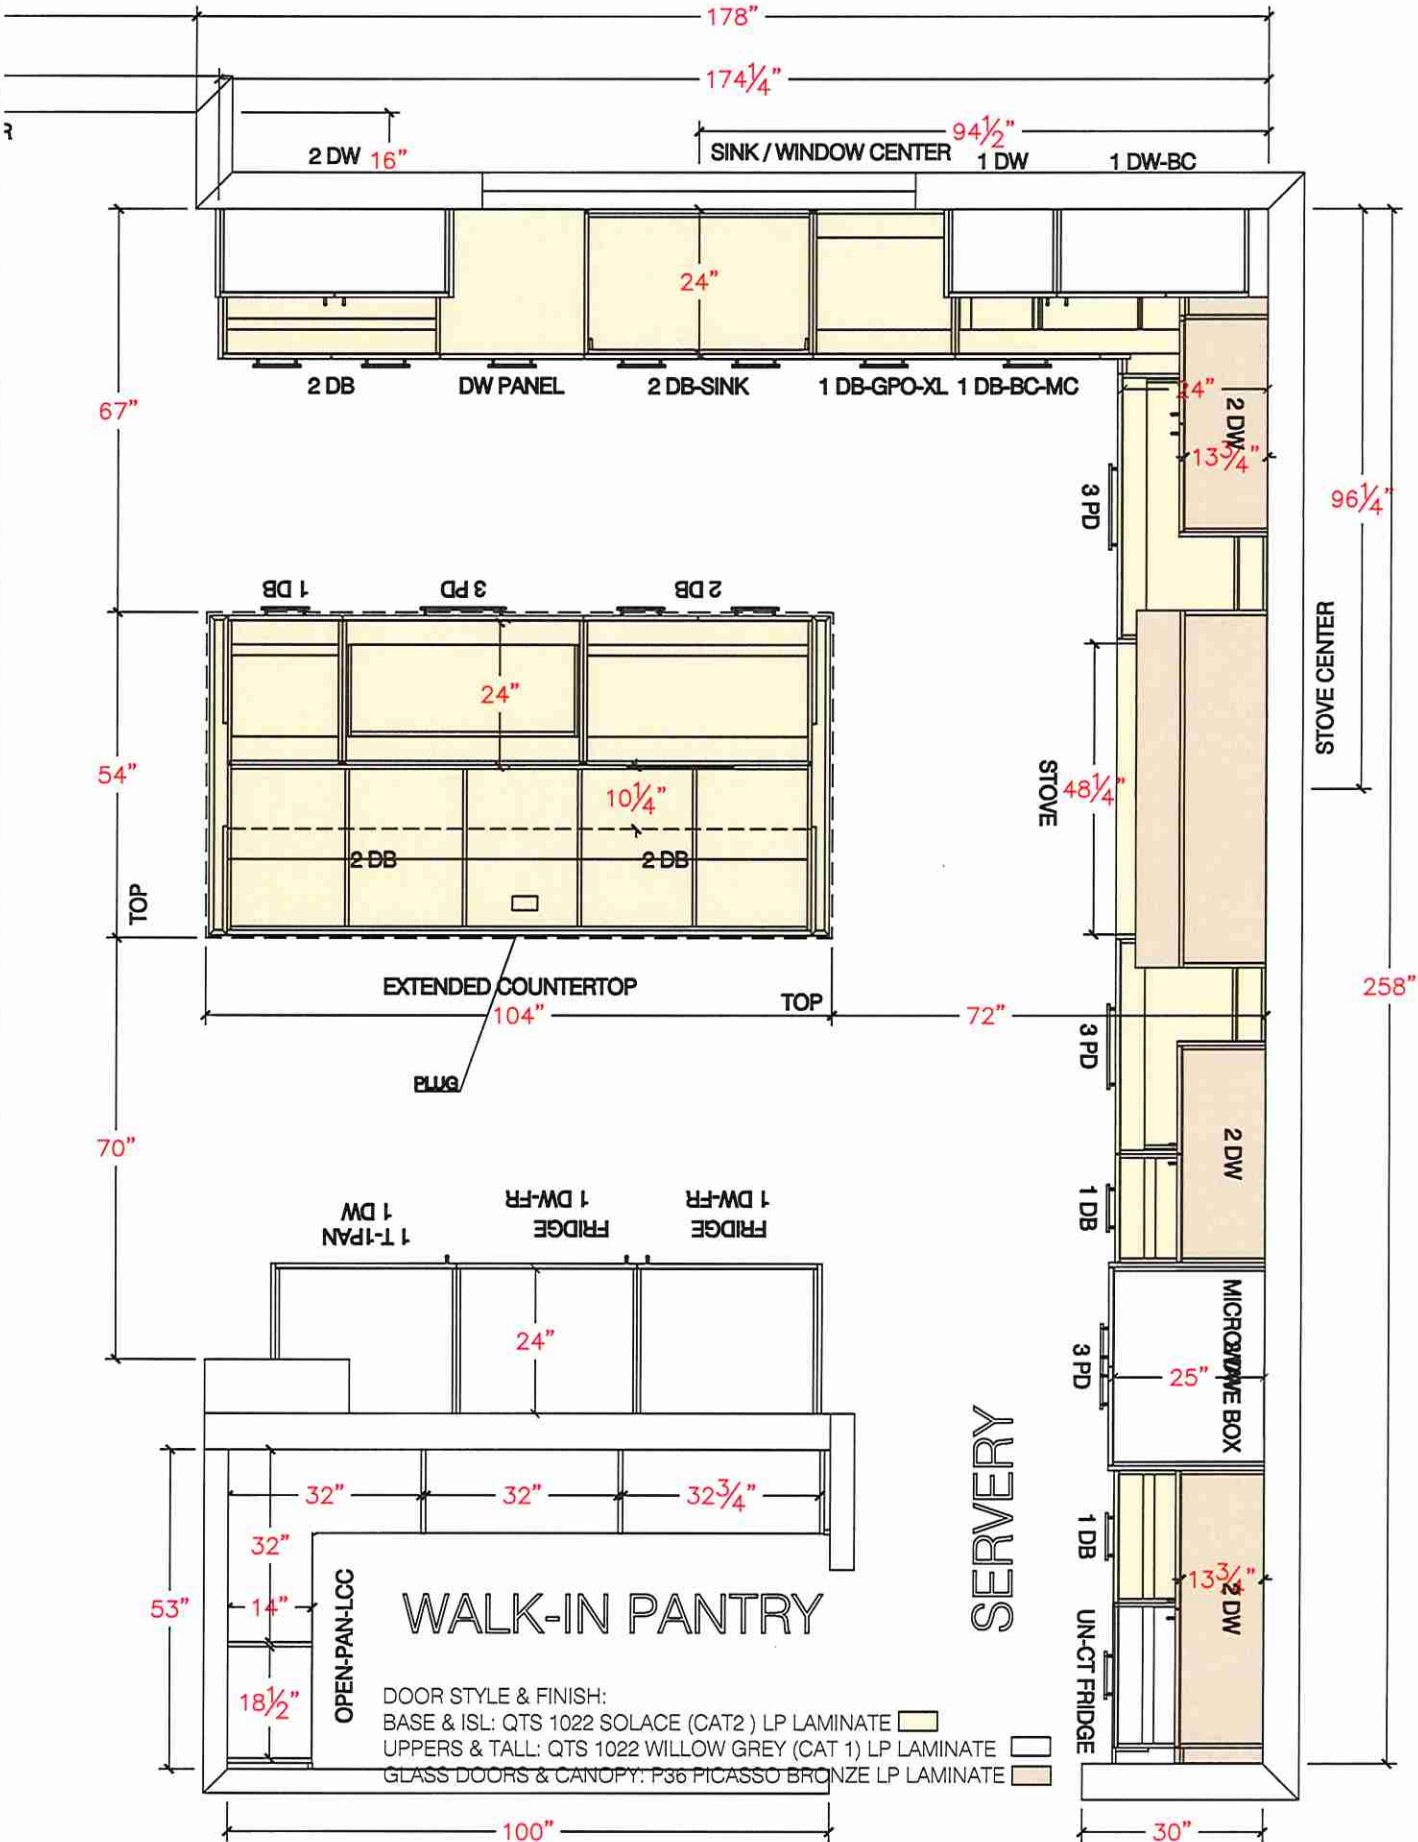 178"
174¼"
94½"
R
2 DW 16"
SINK / WINDOW CENTER
1 DW
1 DW-BC
24"
2 DB
DW PANEL
2 DB-SINK
1 DB-GPO-XL
1 DB-BC-MC
24"
2 DW
13¾"
67"
3 PD
96¼"
1 DB
3 PD
2 DB
STOVE CENTER
24"
54"
10¼"
STOVE
48¼"
2 DB
2 DB
TOP
EXTENDED COUNTERTOP
TOP
104"
72"
258"
3 PD
PLUG
70"
2 DW
1 DB
1 T-1PAN
1 DW
FRIDGE
1 DW-FR
FRIDGE
1 DW-FR
24"
3 PD
25"
MICROWAVE BOX
SERVERY
32"
32"
32¾"
32"
14"
53"
18½"
OPEN-PAN-LCC
WALK-IN PANTRY
1 DB
13¾"
2 DW
UN-CT FRIDGE
DOOR STYLE & FINISH:
BASE & ISL: QTS 1022 SOLACE (CAT2 ) LP LAMINATE
UPPERS & TALL: QTS 1022 WILLOW GREY (CAT 1) LP LAMINATE
GLASS DOORS & CANOPY: P36 PICASSO BRONZE LP LAMINATE
100"
30"